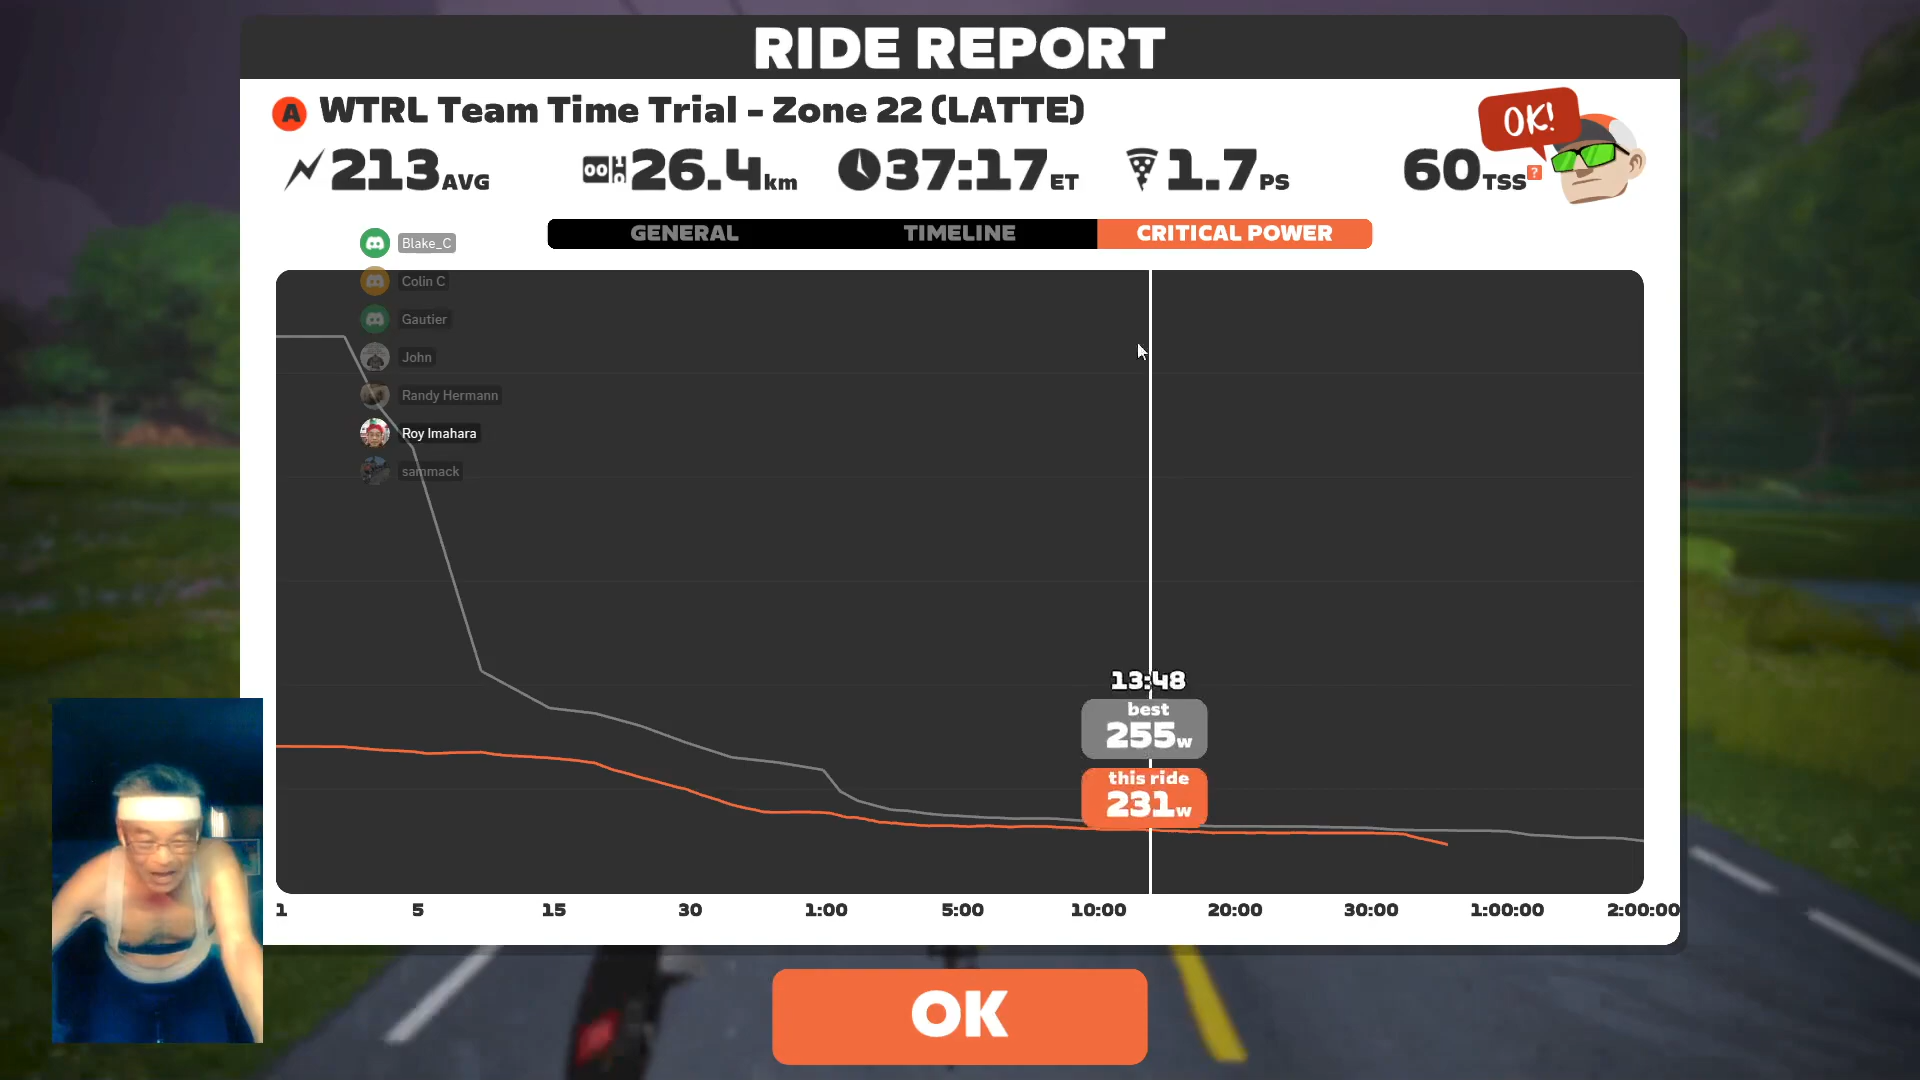 RIDE REPORT
A WTRL Team Time Trial - Zone 22 (LATTE)
OK!
213AVG 26.4km 37:17ET 1.7PS 60TSS?
GENERAL TIMELINE CRITICAL POWER
Blake_C
Colin C
Gautier
John
Randy Hermann
Roy Imahara
sammack
13:48
best
255w
this ride
231w
1 5 15 30 1:00 5:00 10:00 20:00 30:00 1:00:00 2:00:00
OK